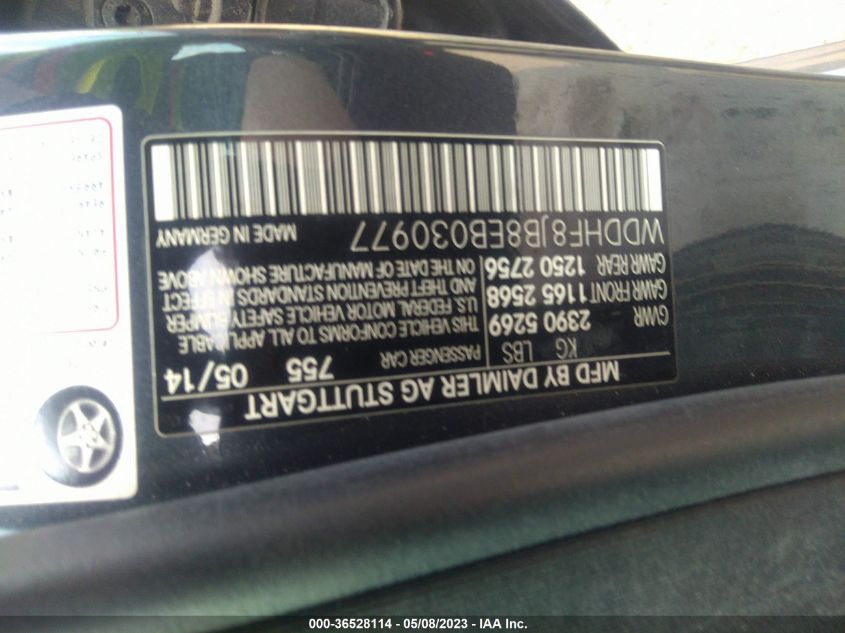 MFD BY DAIMLER AG STUTTGART
KG LBS PASSENGER CAR 755 05/14
GVWR 2390 5269
GAWR FRONT 1165 2568
GAWR REAR 1250 2756
THIS VEHICLE CONFORMS TO ALL APPLICABLE
U.S. FEDERAL MOTOR VEHICLE SAFETY BUMPER
AND THEFT PREVENTION STANDARDS IN EFFECT
ON THE DATE OF MANUFACTURE SHOWN ABOVE
WDDHF8JB8EB030977 MADE IN GERMANY
000-36528114 - 05/08/2023 - IAA Inc.